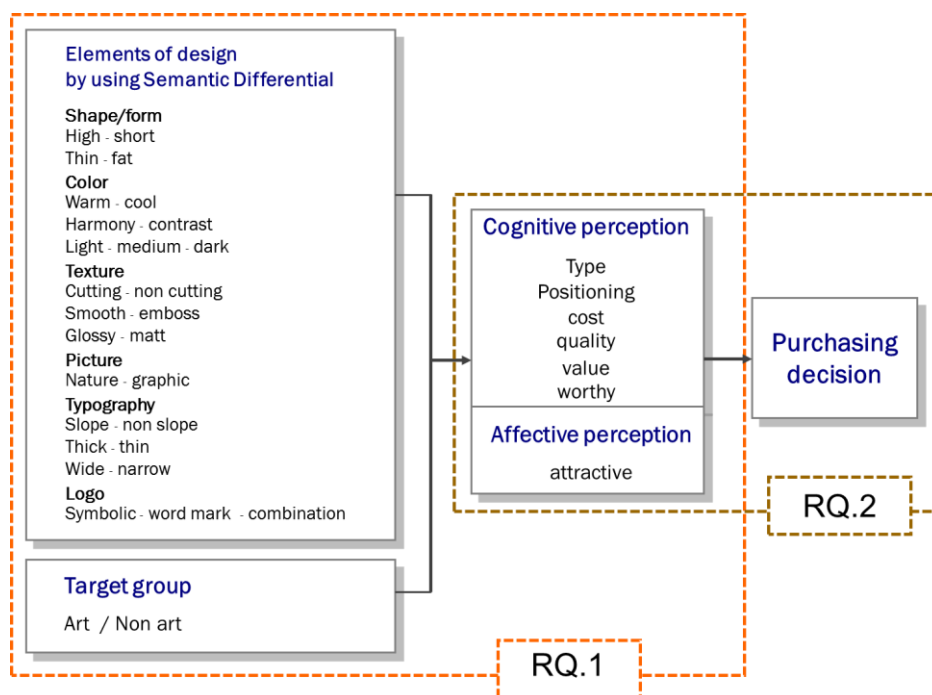 Elements of design
by using Semantic Differential
Shape/form
High - short
Thin - fat
Color
Warm - cool
Harmony - contrast
Light - medium - dark
Texture
Cutting - non cutting
Smooth - emboss
Glossy - matt
Picture
Nature - graphic
Typography
Slope - non slope
Thick - thin
Wide - narrow
Logo
Symbolic - word mark - combination
Target group
Art / Non art
Cognitive perception
Type
Positioning
cost
quality
value
worthy
Affective perception
attractive
Purchasing
decision
RQ.2
RQ.1